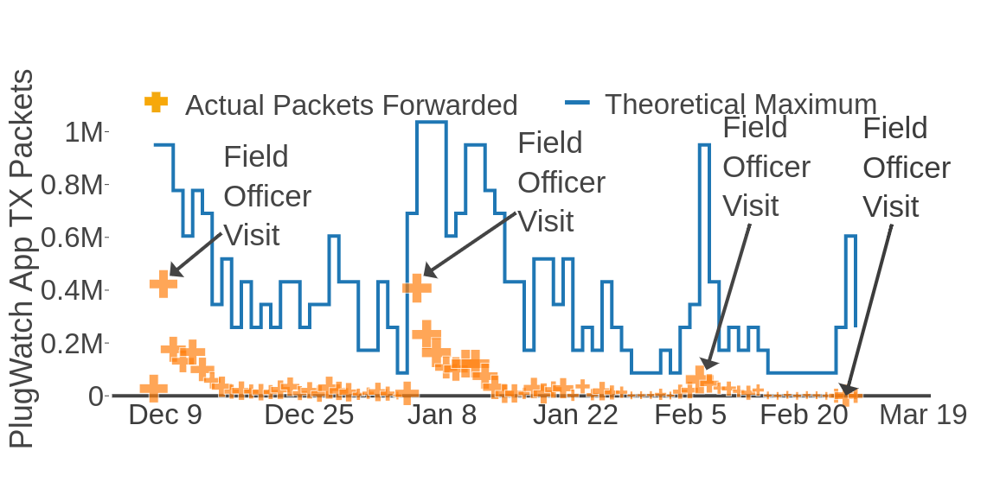 PlugWatch App TX Packets
Actual Packets Forwarded
Theoretical Maximum
1M
0.8M
0.6M
0.4M
0.2M
0
Field
Officer
Visit
Field
Officer
Visit
Field
Officer
Visit
Field
Officer
Visit
Dec 9
Dec 25
Jan 8
Jan 22
Feb 5
Feb 20
Mar 19